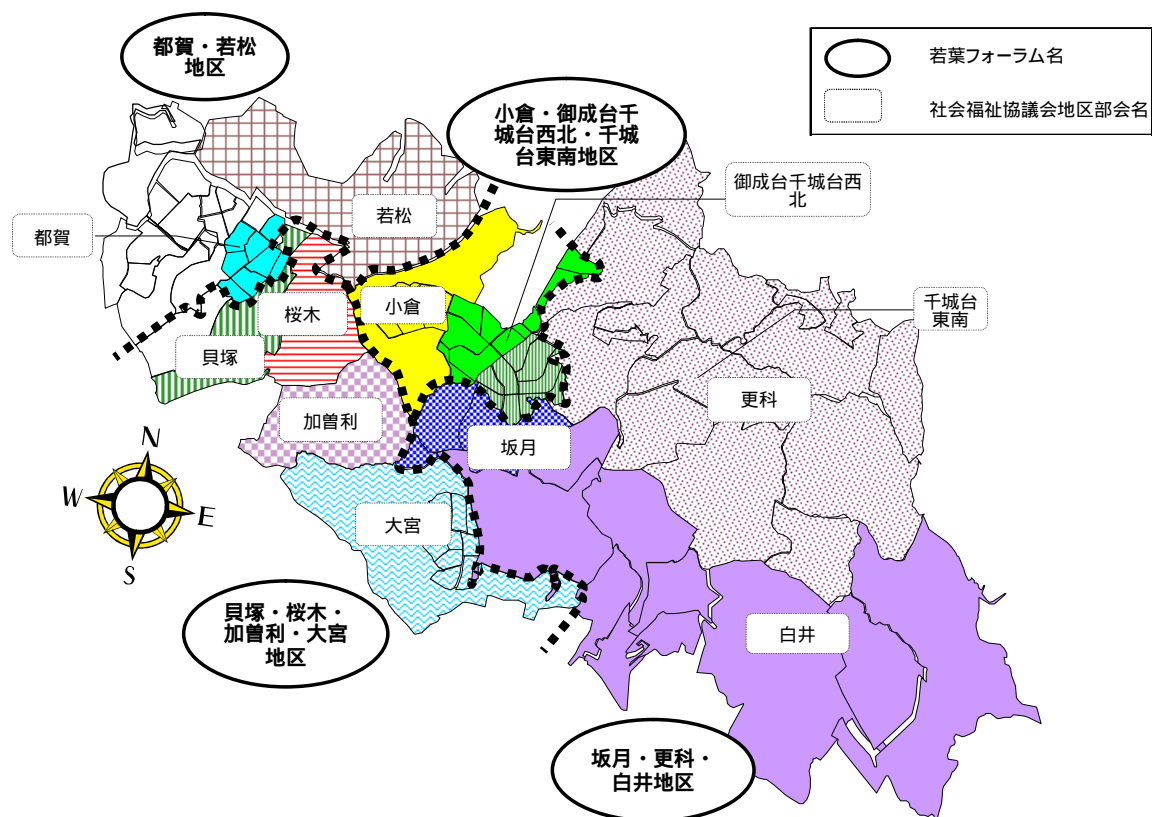 都賀・若松
地区
若葉フォーラム名
社会福祉協議会地区部会名
小倉・御成台千
城台西北・千城
台東南地区
御成台千城台西
北
若松
都賀
小倉
千城台
東南
桜木
貝塚
更科
加曽利
坂月
N
W
E
S
大宮
貝塚・桜木・
加曽利・大宮
地区
白井
坂月・更科・
白井地区